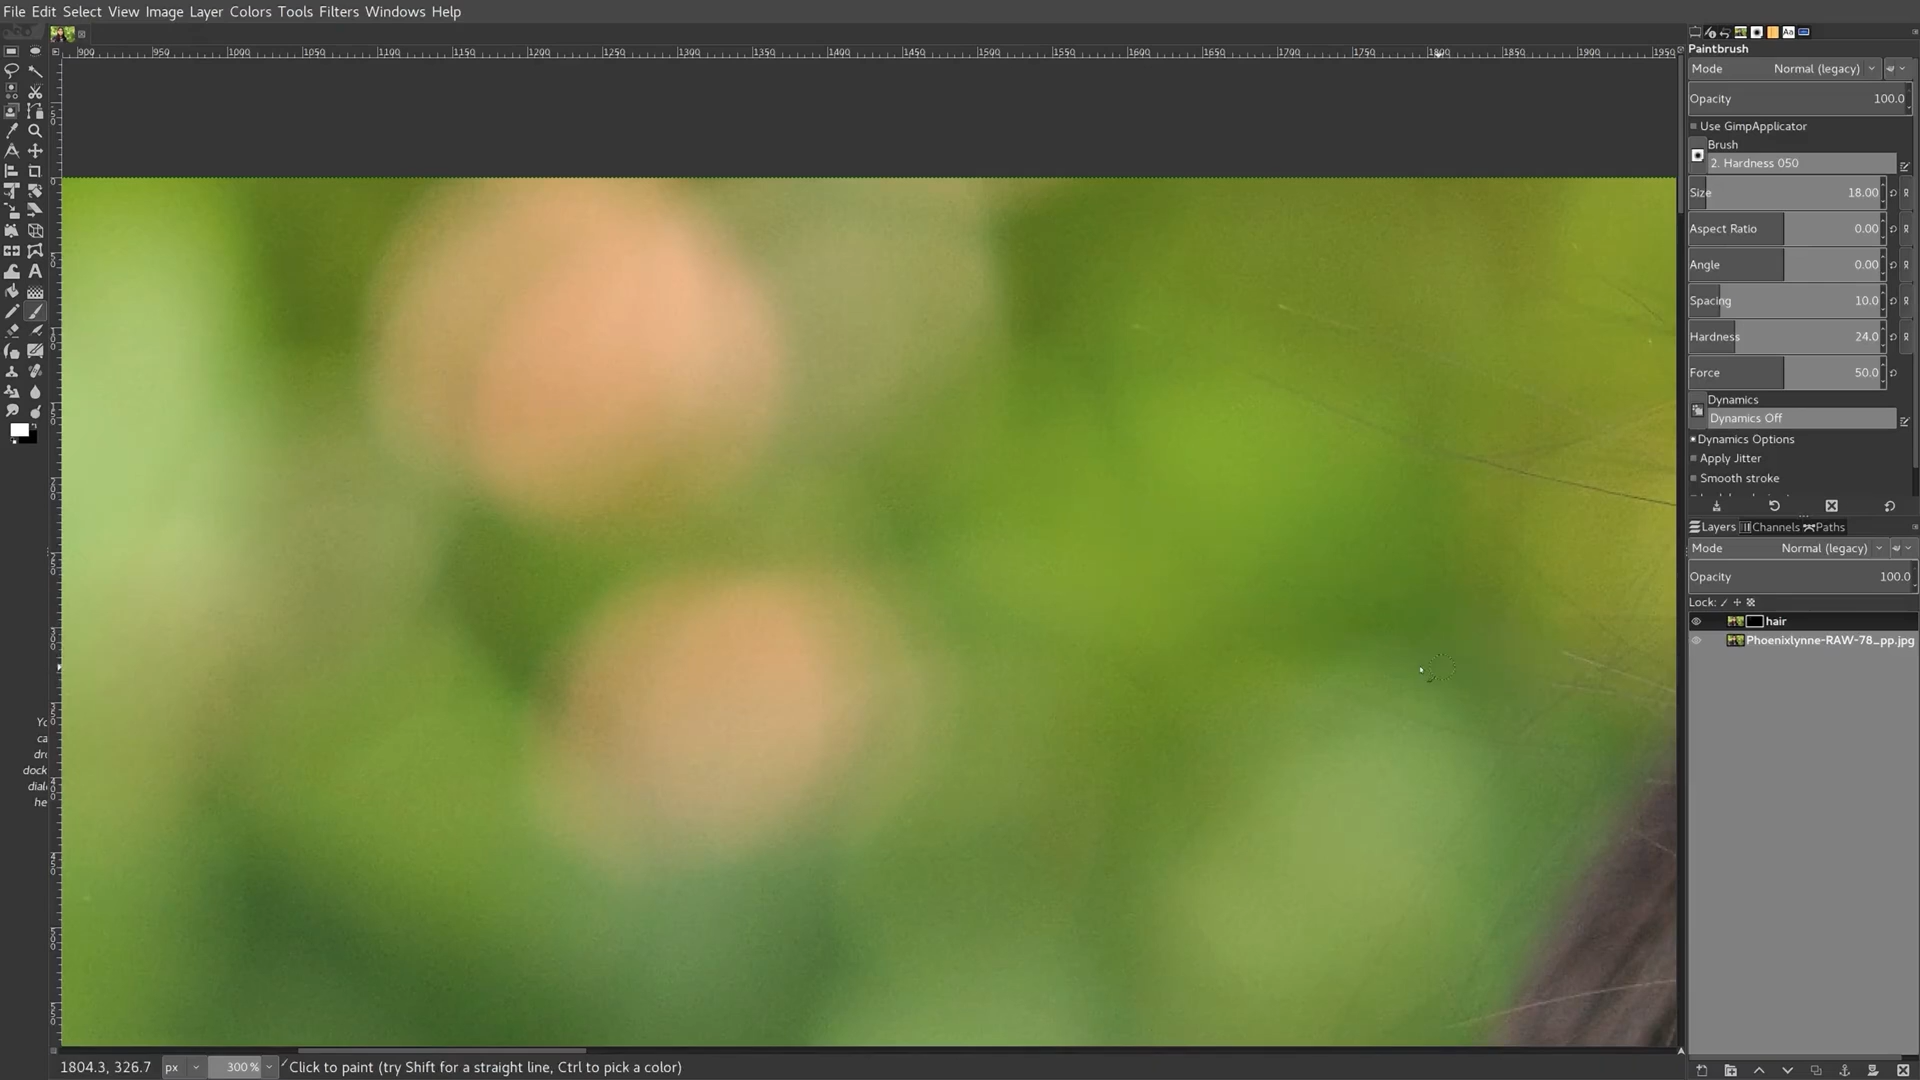 File Edit Select View Image Layer Colors Tools Filters Windows Help
900 950 1000 1050 1100 1150 1200 1250 1300 1350 1400 1450 1500 1550 1600 1650 1700 1750 1800 1850 1900 1950
Paintbrush
Mode Normal (legacy)
Opacity 100.0
Use GimpApplicator
Brush
2. Hardness 050
Size 18.00
Aspect Ratio 0.00
Angle 0.00
Spacing 10.0
Hardness 24.0
Force 50.0
Dynamics
Dynamics Off
Dynamics Options
Apply Jitter
Smooth stroke
Layers Channels Paths
Mode Normal (legacy)
Opacity 100.0
Lock:
hair
Phoenixlynne-RAW-78_pp.jpg
Yo
ca
dro
dock
dial
he
1804.3, 326.7 px 300 % Click to paint (try Shift for a straight line, Ctrl to pick a color)